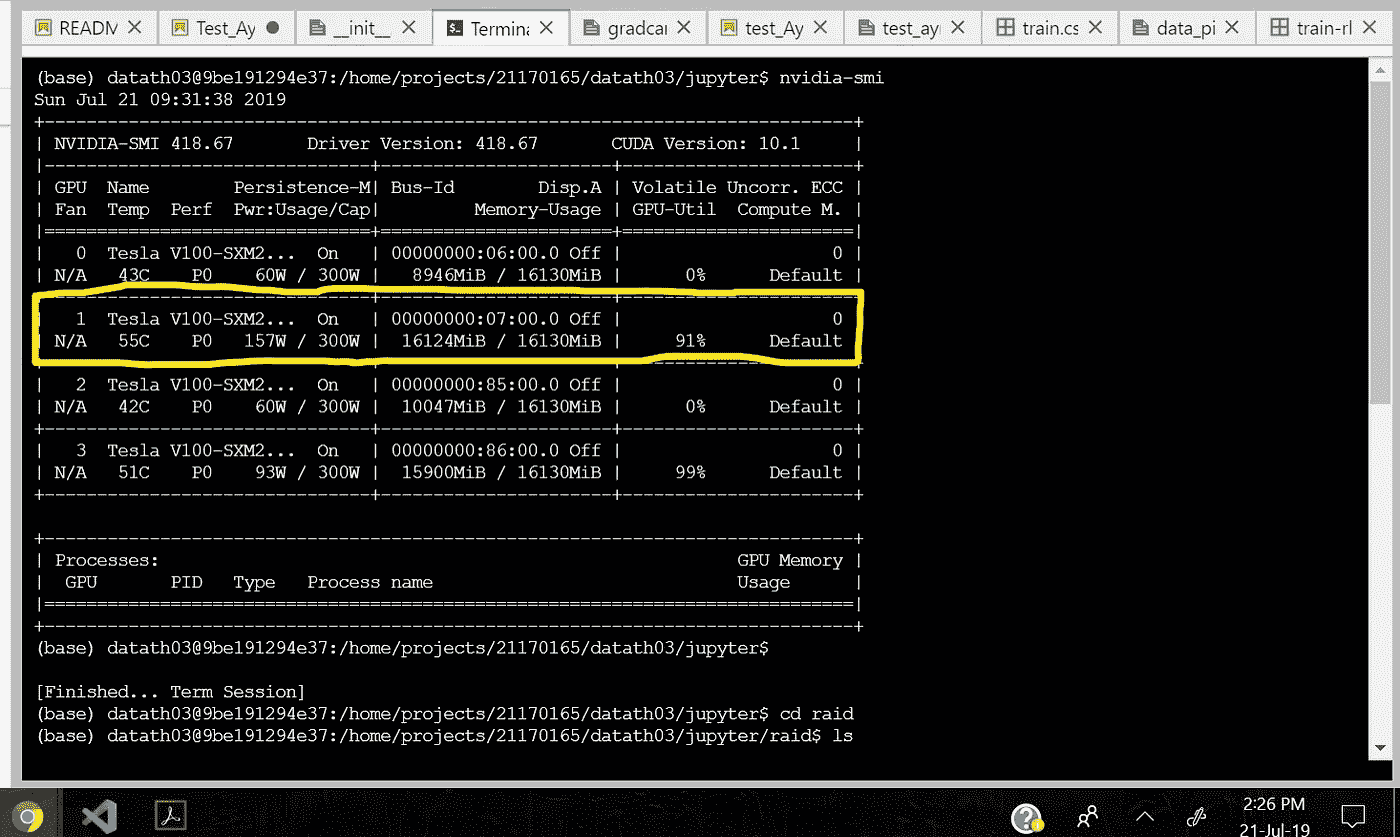 READM Test_Ay __init__ Termina gradcar test_Ay test_ay train.cs data_pi train-rl
(base) datath03@9be191294e37:/home/projects/21170165/datath03/jupyter$ nvidia-smi
Sun Jul 21 09:31:38 2019
+-----------------------------------------------------------------------------+
| NVIDIA-SMI 418.67       Driver Version: 418.67       CUDA Version: 10.1     |
|-------------------------------+----------------------+----------------------+
| GPU  Name        Persistence-M| Bus-Id        Disp.A | Volatile Uncorr. ECC |
| Fan  Temp  Perf  Pwr:Usage/Cap|         Memory-Usage | GPU-Util  Compute M. |
|===============================+======================+======================|
|   0  Tesla V100-SXM2...  On   | 00000000:06:00.0 Off |                    0 |
| N/A   43C    P0    60W / 300W |   8946MiB / 16130MiB |      0%      Default |
+-------------------------------+----------------------+----------------------+
|   1  Tesla V100-SXM2...  On   | 00000000:07:00.0 Off |                    0 |
| N/A   55C    P0   157W / 300W |  16124MiB / 16130MiB |     91%      Default |
+-------------------------------+----------------------+----------------------+
|   2  Tesla V100-SXM2...  On   | 00000000:85:00.0 Off |                    0 |
| N/A   42C    P0    60W / 300W |  10047MiB / 16130MiB |      0%      Default |
+-------------------------------+----------------------+----------------------+
|   3  Tesla V100-SXM2...  On   | 00000000:86:00.0 Off |                    0 |
| N/A   51C    P0    93W / 300W |  15900MiB / 16130MiB |     99%      Default |
+-------------------------------+----------------------+----------------------+
+-----------------------------------------------------------------------------+
| Processes:                                                       GPU Memory |
|  GPU       PID   Type   Process name                             Usage      |
|=============================================================================|
+-----------------------------------------------------------------------------+
(base) datath03@9be191294e37:/home/projects/21170165/datath03/jupyter$
[Finished... Term Session]
(base) datath03@9be191294e37:/home/projects/21170165/datath03/jupyter$ cd raid
(base) datath03@9be191294e37:/home/projects/21170165/datath03/jupyter/raid$ ls
2:26 PM
21-Jul-19